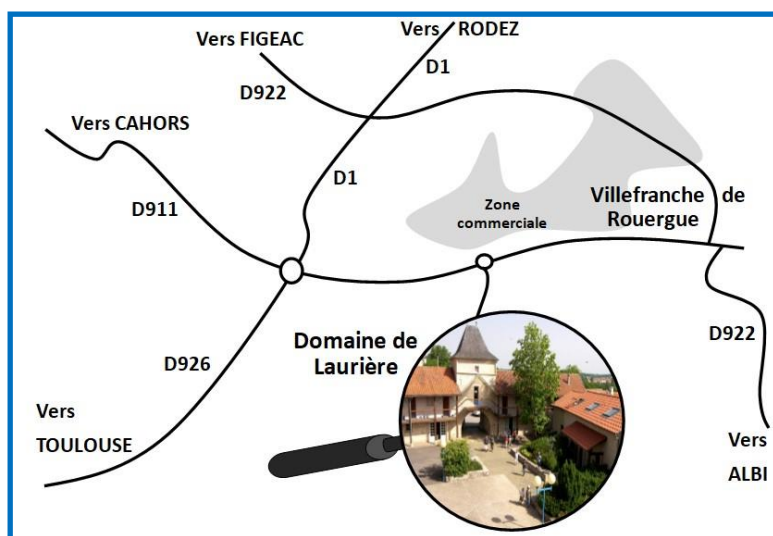 Vers RODEZ
Vers FIGEAC
D1
D922
Vers CAHORS
D1
D911
Zone
commerciale
Villefranche de
Rouergue
Domaine de
Laurière
D922
D926
Vers
TOULOUSE
Vers
ALBI